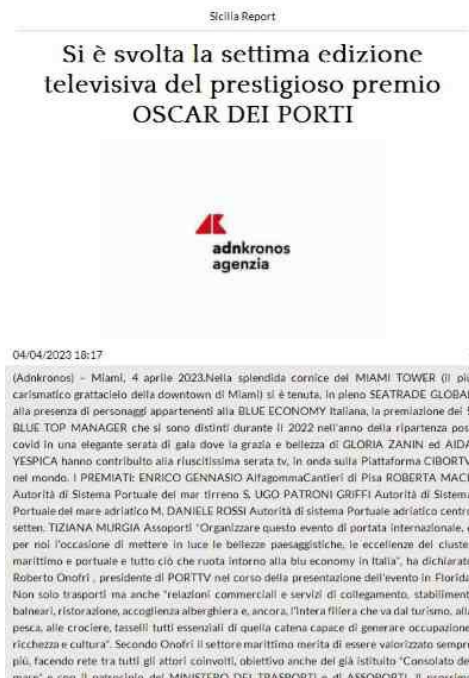 Sicilia Report
Si è svolta la settima edizione
televisiva del prestigioso premio
OSCAR DEI PORTI
adnkronos
agenzia
04/04/2023 18:17
(Adnkronos) – Miami, 4 aprile 2023.Nella splendida cornice del MIAMI TOWER (il più
carismatico grattacielo della downtown di Miami) si è tenuta, in pieno SEATRADE GLOBAL
alla presenza di personaggi appartenenti alla BLUE ECONOMY Italiana, la premiazione dei 5
BLUE TOP MANAGER che si sono distinti durante il 2022 nell'anno della ripartenza post
covid in una elegante serata di gala dove la grazia e bellezza di GLORIA ZANIN ed AIDA
YESPICA hanno contribuito alla riuscitissima serata tv, in onda sulla Piattaforma CIBORTV
nel mondo. I PREMIATI: ENRICO GENNASIO AlfagommaCantieri di Pisa ROBERTA MACI
Autorità di Sistema Portuale del mar tirreno S. UGO PATRONI GRIFFI Autorità di Sistema
Portuale del mare adriatico M. DANIELE ROSSI Autorità di sistema Portuale adriatico centro
setten. TIZIANA MURGIA Assoporti "Organizzare questo evento di portata internazionale, è
per noi l'occasione di mettere in luce le bellezze paesaggistiche, le eccellenze del cluster
marittimo e portuale e tutto ciò che ruota intorno alla blu economy in Italia", ha dichiarato
Roberto Onofri , presidente di PORTTV nel corso della presentazione dell'evento in Florida.
Non solo trasporti ma anche "relazioni commerciali e servizi di collegamento, stabilimenti
balneari, ristorazione, accoglienza alberghiera e, ancora, l'intera filiera che va dal turismo, alla
pesca, alle crociere, tasselli tutti essenziali di quella catena capace di generare occupazione,
ricchezza e cultura". Secondo Onofri il settore marittimo merita di essere valorizzato sempre
più, facendo rete tra tutti gli attori coinvolti, obiettivo anche del già istituito "Consolato del
mare" e con il patrocinio del MINISTERO DEI TRASPORTI e di ASSOPORTI. Il prossimo